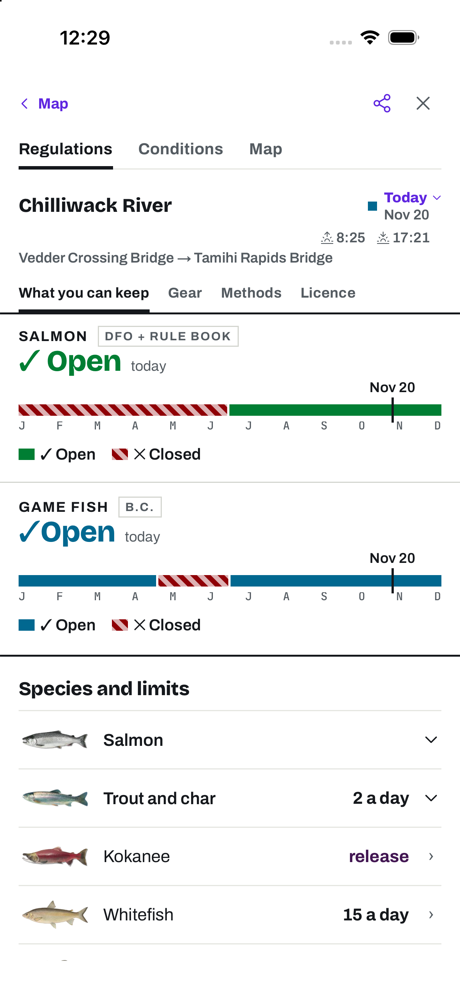 12:29
Map
Regulations Conditions Map
Chilliwack River
Today
Nov 20
8:25 17:21
Vedder Crossing Bridge → Tamihi Rapids Bridge
What you can keep Gear Methods Licence
SALMON DFO + RULE BOOK
✓ Open today
Nov 20
J F M A M J J A S O N D
✓ Open ✕ Closed
GAME FISH B.C.
✓ Open today
Nov 20
J F M A M J J A S O N D
✓ Open ✕ Closed
Species and limits
Salmon
Trout and char 2 a day
Kokanee release
Whitefish 15 a day